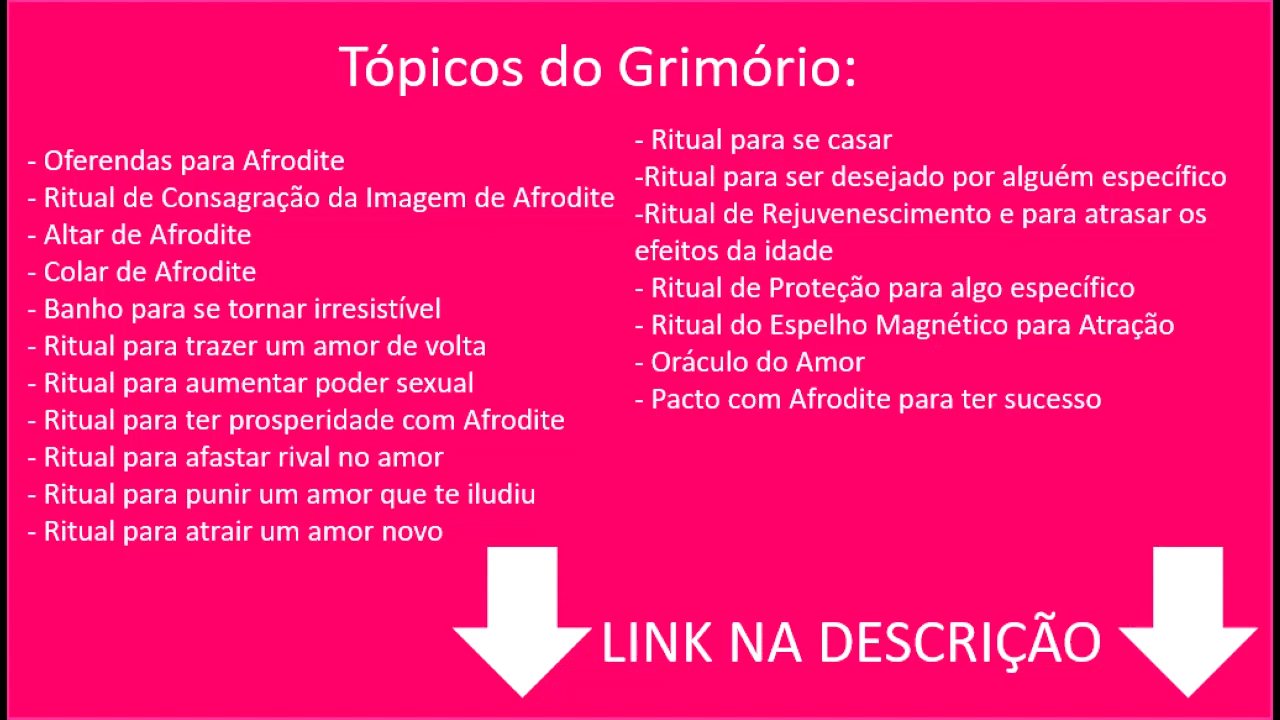 Tópicos do Grimório:
- Oferendas para Afrodite
- Ritual de Consagração da Imagem de Afrodite
- Altar de Afrodite
- Colar de Afrodite
- Banho para se tornar irresistível
- Ritual para trazer um amor de volta
- Ritual para aumentar poder sexual
- Ritual para ter prosperidade com Afrodite
- Ritual para afastar rival no amor
- Ritual para punir um amor que te iludiu
- Ritual para atrair um amor novo
- Ritual para se casar
-Ritual para ser desejado por alguém específico
-Ritual de Rejuvenescimento e para atrasar os
efeitos da idade
- Ritual de Proteção para algo específico
- Ritual do Espelho Magnético para Atração
- Oráculo do Amor
- Pacto com Afrodite para ter sucesso
LINK NA DESCRIÇÃO